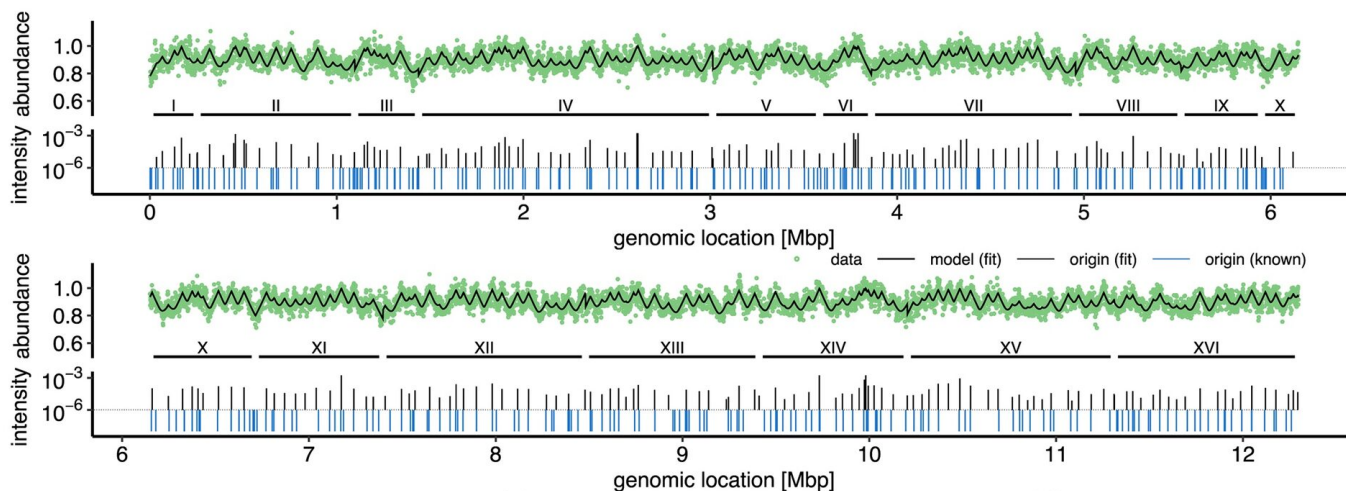 abundance
1.0
0.8
0.6
I II III IV V VI VII VIII IX X
intensity
10-3
10-6
0 1 2 3 4 5 6
genomic location [Mbp]
data model (fit) origin (fit) origin (known)
abundance
1.0
0.8
0.6
X XI XII XIII XIV XV XVI
intensity
10-3
10-6
6 7 8 9 10 11 12
genomic location [Mbp]